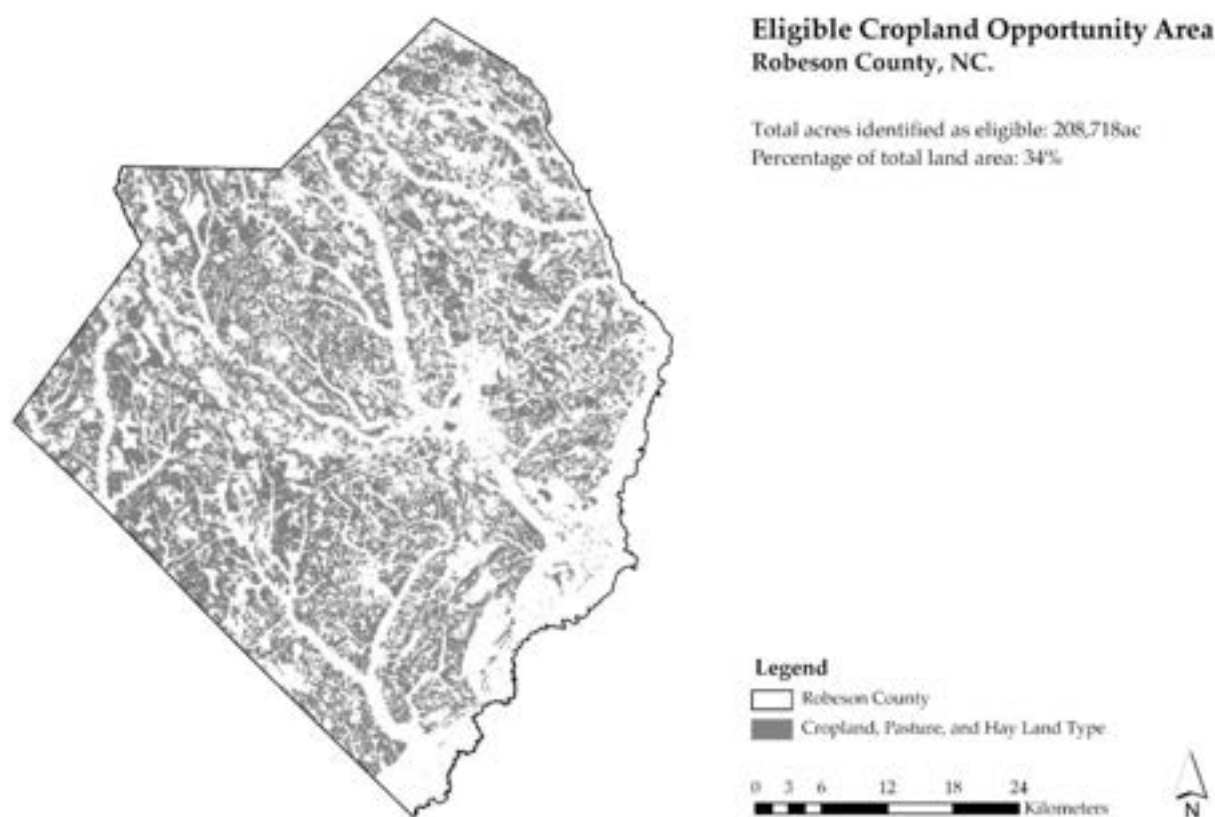 Eligible Cropland Opportunity Area
Robeson County, NC.
Total acres identified as eligible: 208,718ac
Percentage of total land area: 34%
Legend
Robeson County
Cropland, Pasture, and Hay Land Type
0 3 6 12 18 24
Kilometers
N